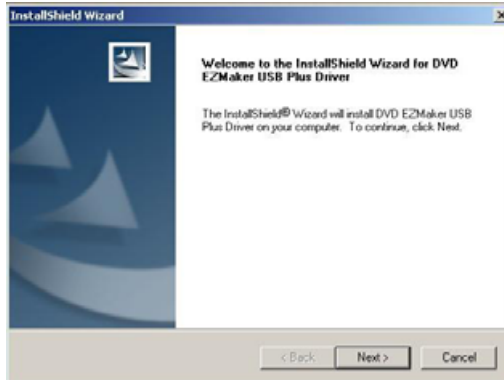 InstallShield Wizard
Welcome to the InstallShield Wizard for DVD
EZMaker USB Plus Driver
The InstallShield® Wizard will install DVD EZMaker USB
Plus Driver on your computer. To continue, click Next.
< Back
Next >
Cancel